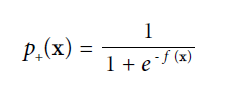 p₊(x) = 1 / (1 + e^(-f(x)))